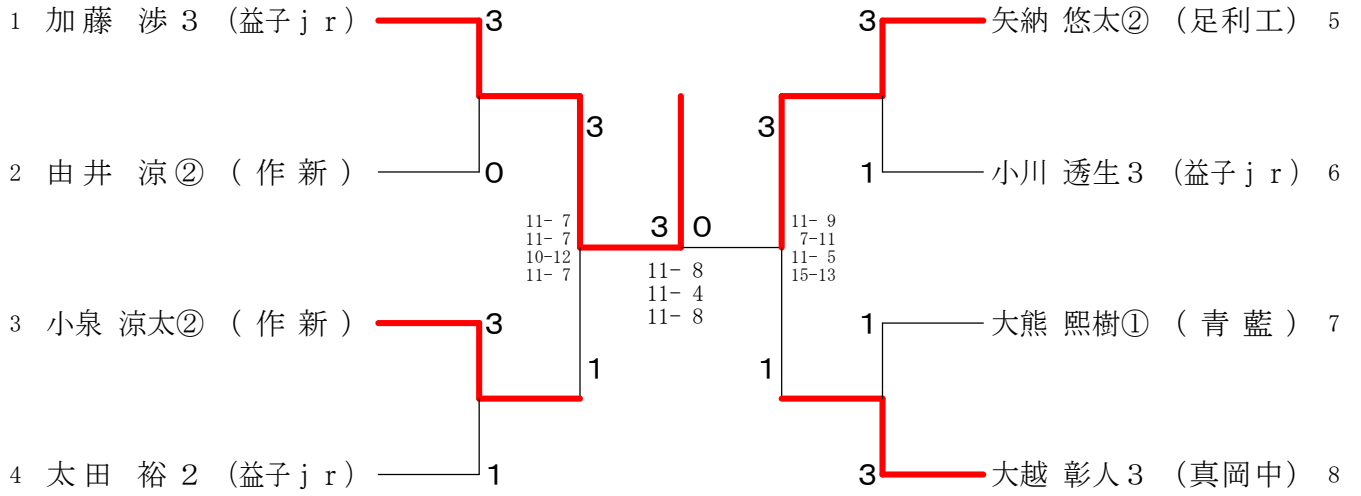 1 加藤 渉3 (益子jr) 3
3 矢納 悠太② (足利工) 5
3
3
2 由井 涼② (作新) 0
1 小川 透生3 (益子jr) 6
11- 7
11- 7
10-12
11- 7
3 0
11- 8
11- 4
11- 8
11- 9
7-11
11- 5
15-13
3 小泉 涼太② (作新) 3
1 大熊 熙樹① (青藍) 7
1
1
4 太田 裕2 (益子jr) 1
3 大越 彰人3 (真岡中) 8